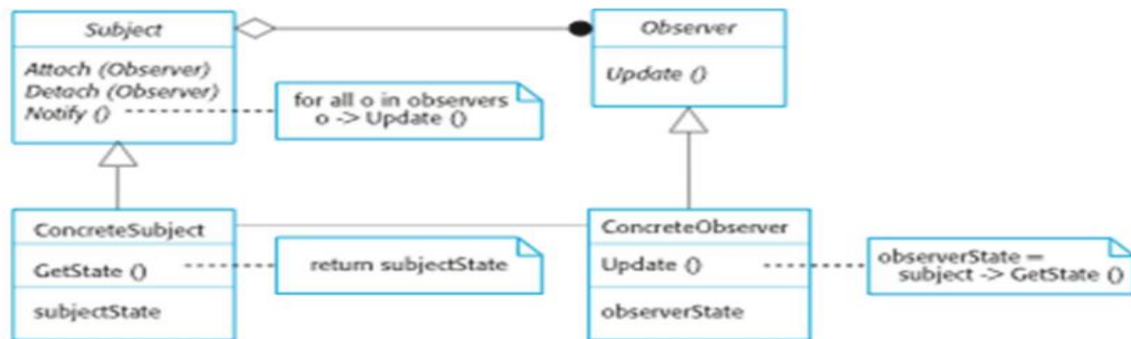 Subject
Attach (Observer)
Detach (Observer)
Notify ()
for all o in observers
o -> Update ()
Observer
Update ()
ConcreteSubject
GetState ()
subjectState
return subjectState
ConcreteObserver
Update ()
observerState
observerState =
subject -> GetState ()